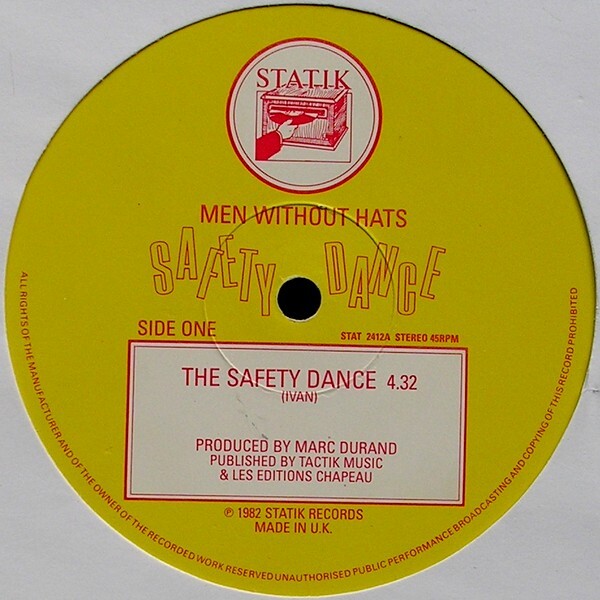 STATIK
MEN WITHOUT HATS
SAFETY DANCE
SIDE ONE
STAT 2412A STEREO 45RPM
THE SAFETY DANCE 4.32
(IVAN)
PRODUCED BY MARC DURAND
PUBLISHED BY TACTIK MUSIC
& LES EDITIONS CHAPEAU
℗ 1982 STATIK RECORDS
MADE IN U.K.
ALL RIGHTS OF THE MANUFACTURER AND OF THE OWNER OF THE RECORDED WORK RESERVED UNAUTHORISED PUBLIC PERFORMANCE BROADCASTING AND COPYING OF THIS RECORD PROHIBITED